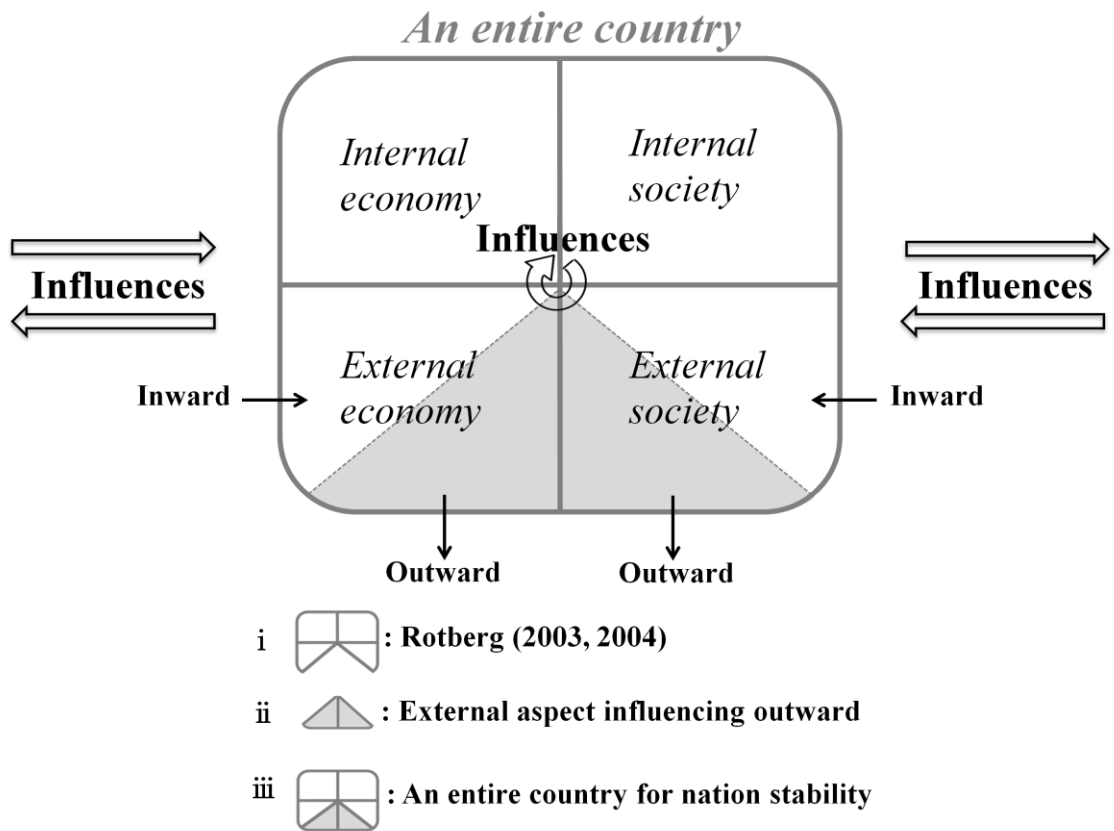 An entire country
Internal
economy
Internal
society
Influences
Influences
Influences
External
economy
External
society
Inward
Inward
Outward
Outward
i : Rotberg (2003, 2004)
ii : External aspect influencing outward
iii : An entire country for nation stability